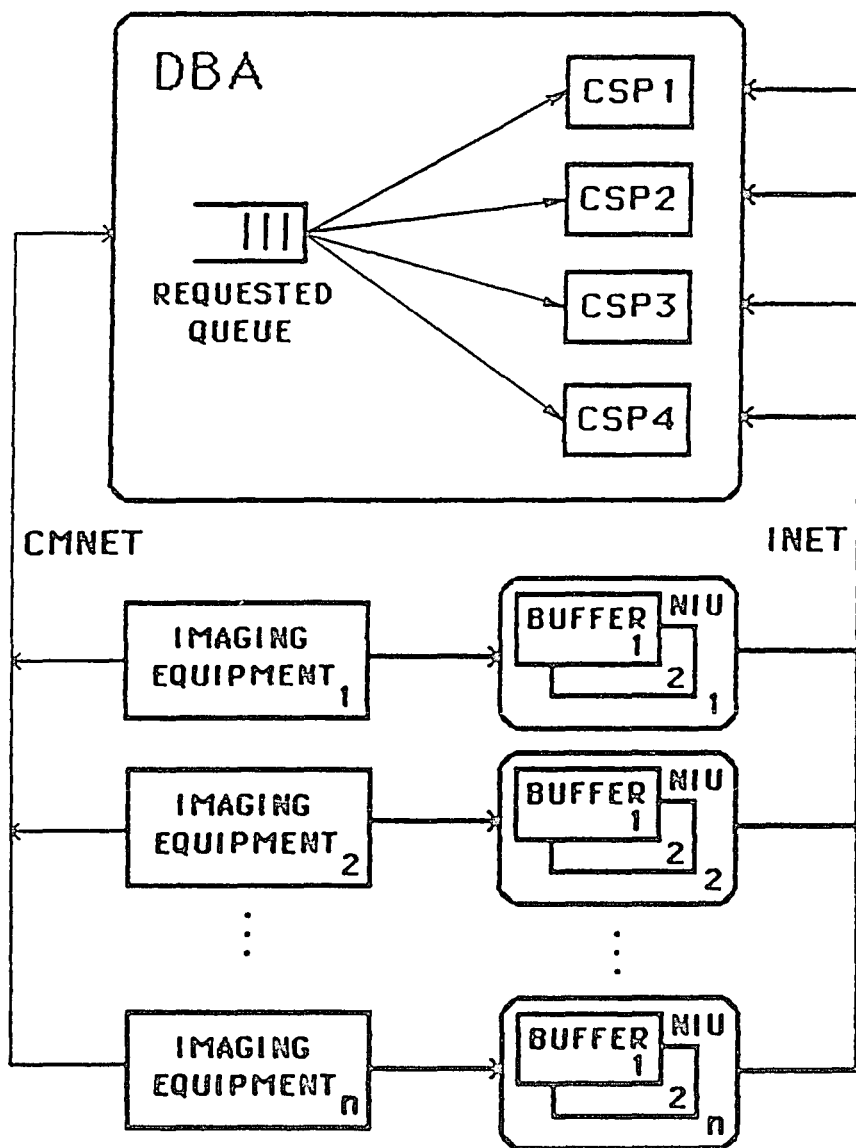 DBA
CSP1
CSP2
CSP3
CSP4
REQUESTED
QUEUE
CMNET
INET
IMAGING
EQUIPMENT 1
BUFFER
1
2
NIU
1
IMAGING
EQUIPMENT 2
BUFFER
1
2
NIU
2
IMAGING
EQUIPMENT n
BUFFER
1
2
NIU
n